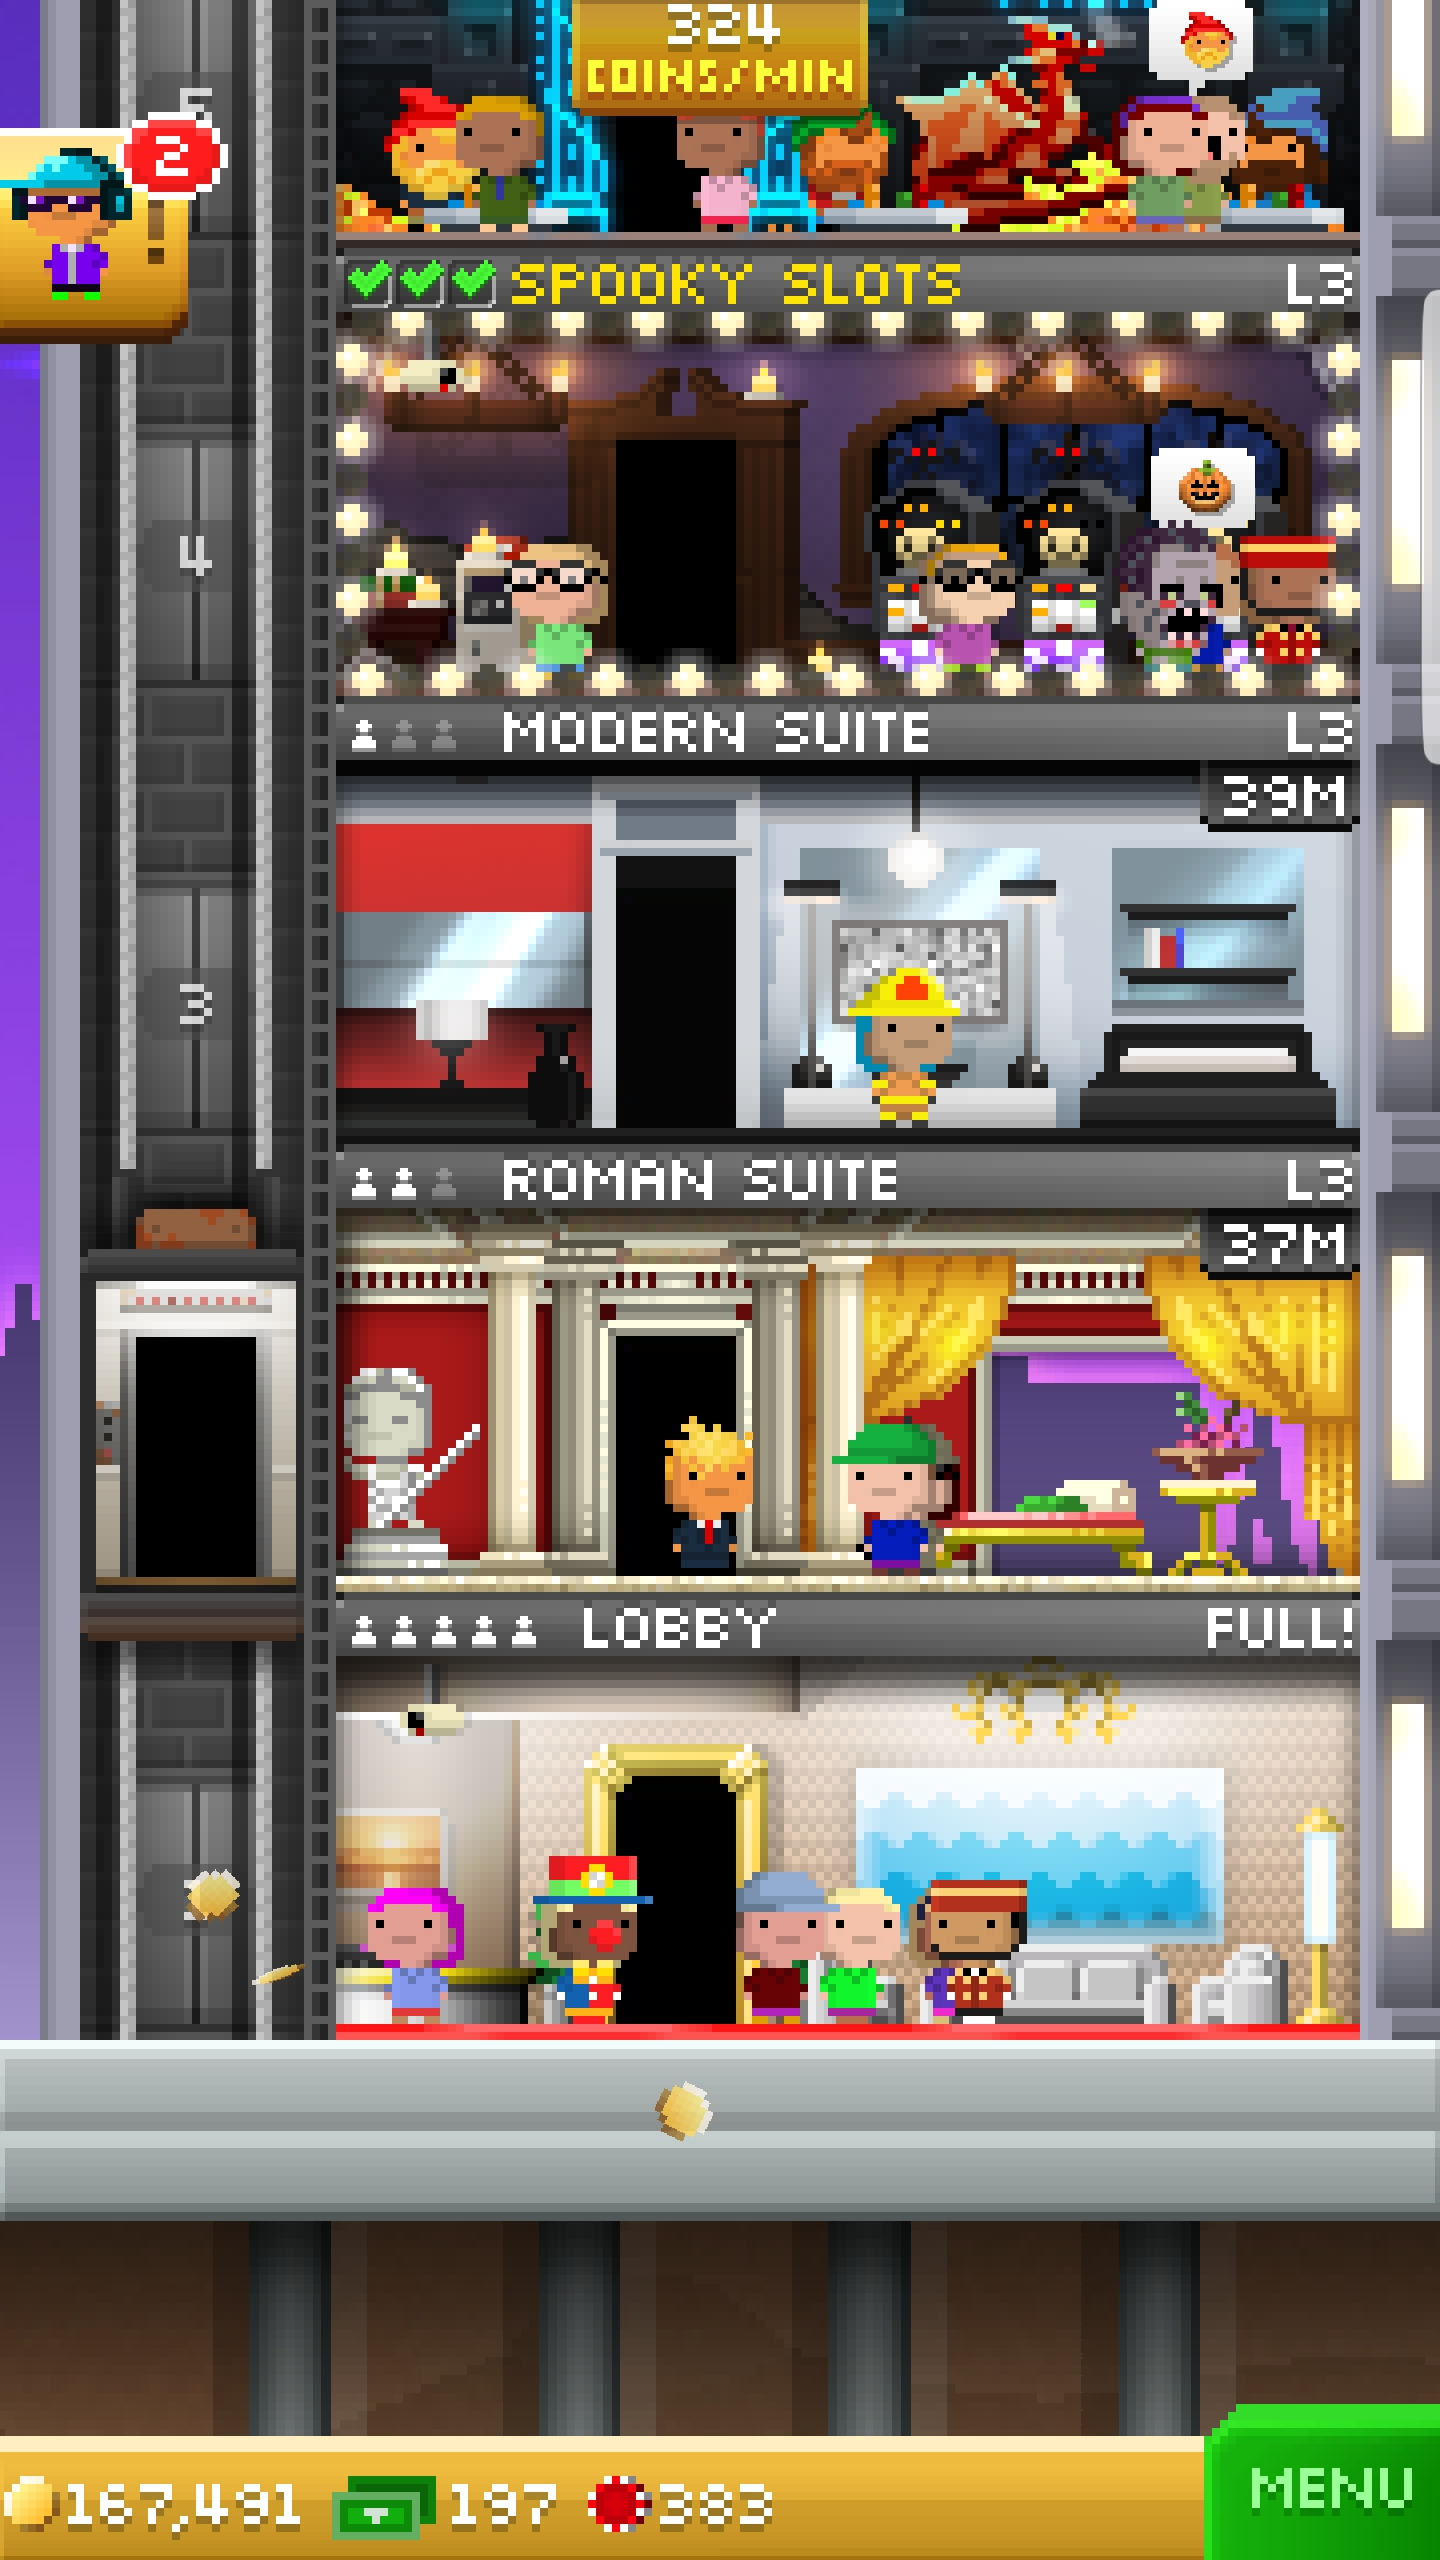 324
COINS/MIN
5
2
SPOOKY SLOTS L3
4
MODERN SUITE L3
39M
3
ROMAN SUITE L3
37M
LOBBY FULL!
167,491 197 383
MENU